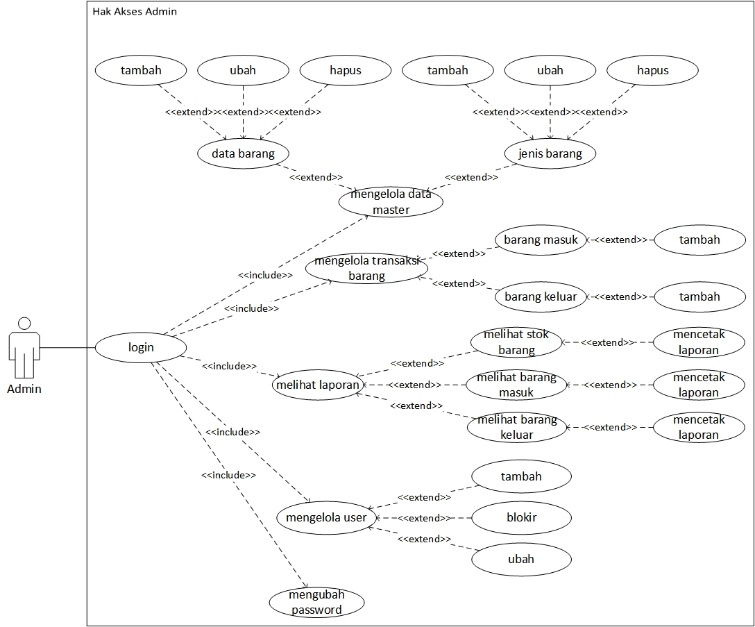 Hak Akses Admin
tambah
ubah
hapus
tambah
ubah
hapus
<<extend>><<extend>><<extend>>
<<extend>><<extend>><<extend>>
data barang
jenis barang
<<extend>>
<<extend>>
mengelola data
master
barang masuk
<<extend>>
tambah
<<extend>>
mengelola transaksi
barang
<<include>>
<<extend>>
barang keluar
<<extend>>
tambah
<<include>>
Admin
login
melihat stok
barang
<<extend>>
mencetak
laporan
<<include>>
<<extend>>
melihat laporan
<<extend>>
melihat barang
masuk
<<extend>>
mencetak
laporan
<<extend>>
melihat barang
keluar
<<extend>>
mencetak
laporan
<<include>>
<<include>>
tambah
<<extend>>
mengelola user
<<extend>>
blokir
<<extend>>
ubah
mengubah
password